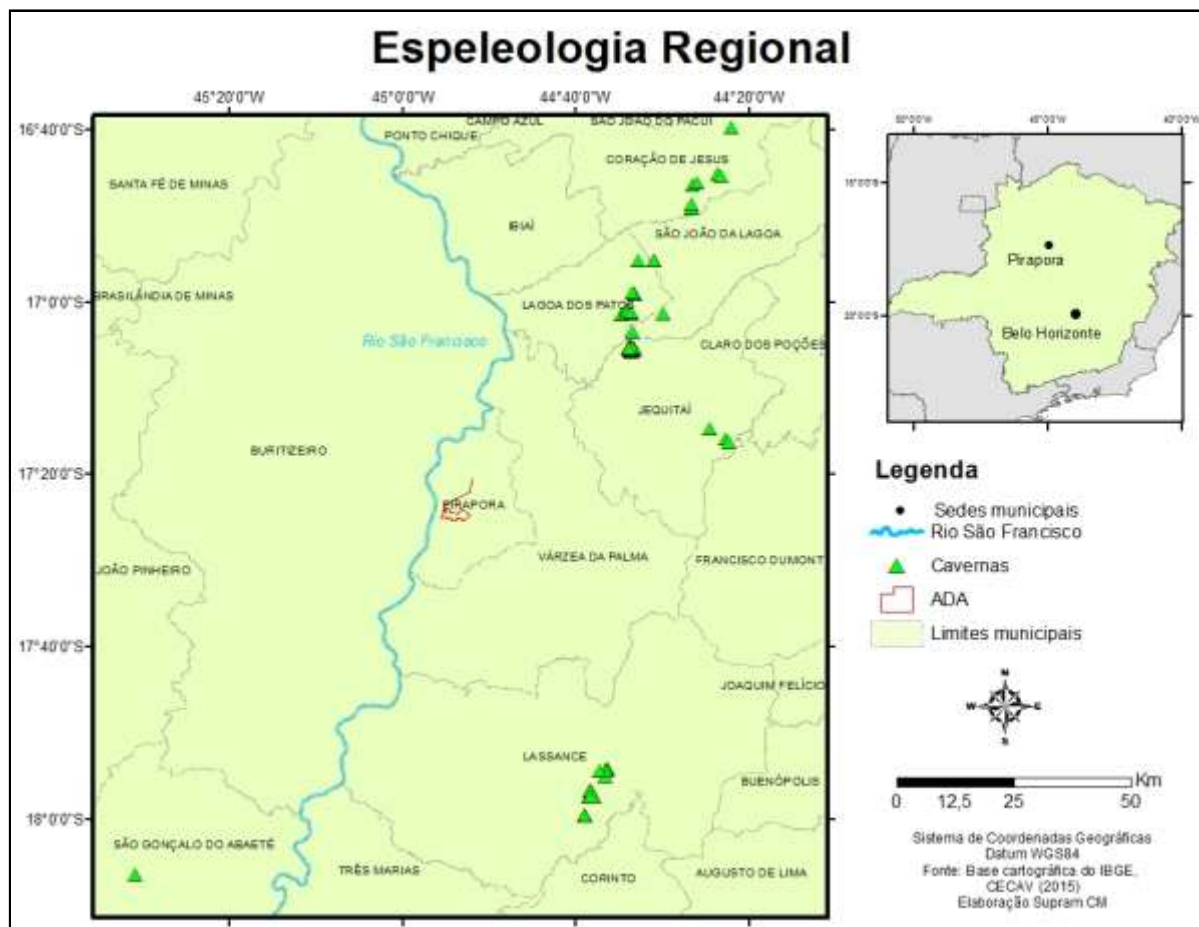 Espeleologia Regional
45°20'0"W
45°0'0"W
44°40'0"W
44°20'0"W
16°40'0"S
17°0'0"S
17°20'0"S
17°40'0"S
18°0'0"S
CAMPO AZUL
SÃO JOÃO DO PACUI
PONTO CHIQUE
CORAÇÃO DE JESUS
SANTA FÉ DE MINAS
IBIAÍ
SÃO JOÃO DA LAGOA
BRASILÂNDIA DE MINAS
LAGOA DOS PATOS
Rio São Francisco
CLARO DOS POÇÕES
JEQUITAÍ
BURITIZEIRO
PIRAPORA
VÁRZEA DA PALMA
FRANCISCO DUMONT
JOÃO PINHEIRO
JOAQUIM FELÍCIO
LASSANCE
BUENÓPOLIS
SÃO GONÇALO DO ABAETÉ
TRÊS MARIAS
CORINTO
AUGUSTO DE LIMA
Pirapora
Belo Horizonte
Legenda
Sedes municipais
Rio São Francisco
Cavernas
ADA
Limites municipais
N
W E
S
Km
0 12,5 25 50
Sistema de Coordenadas Geográficas
Datum WGS84
Fonte: Base cartográfica do IBGE,
CECAV (2015)
Elaboração Supram CM